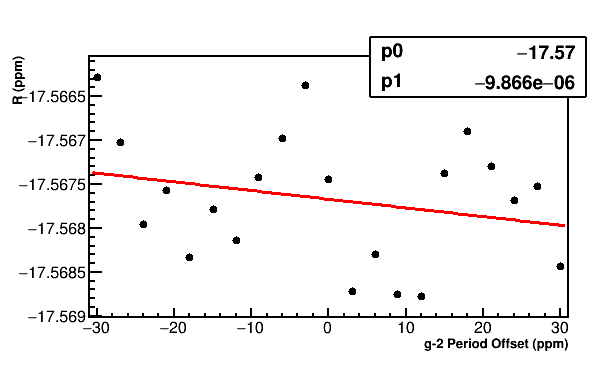 p0 −17.57
p1 −9.866e−06
R (ppm)
−17.5665
−17.567
−17.5675
−17.568
−17.5685
−17.569
−30 −20 −10 0 10 20 30
g-2 Period Offset (ppm)